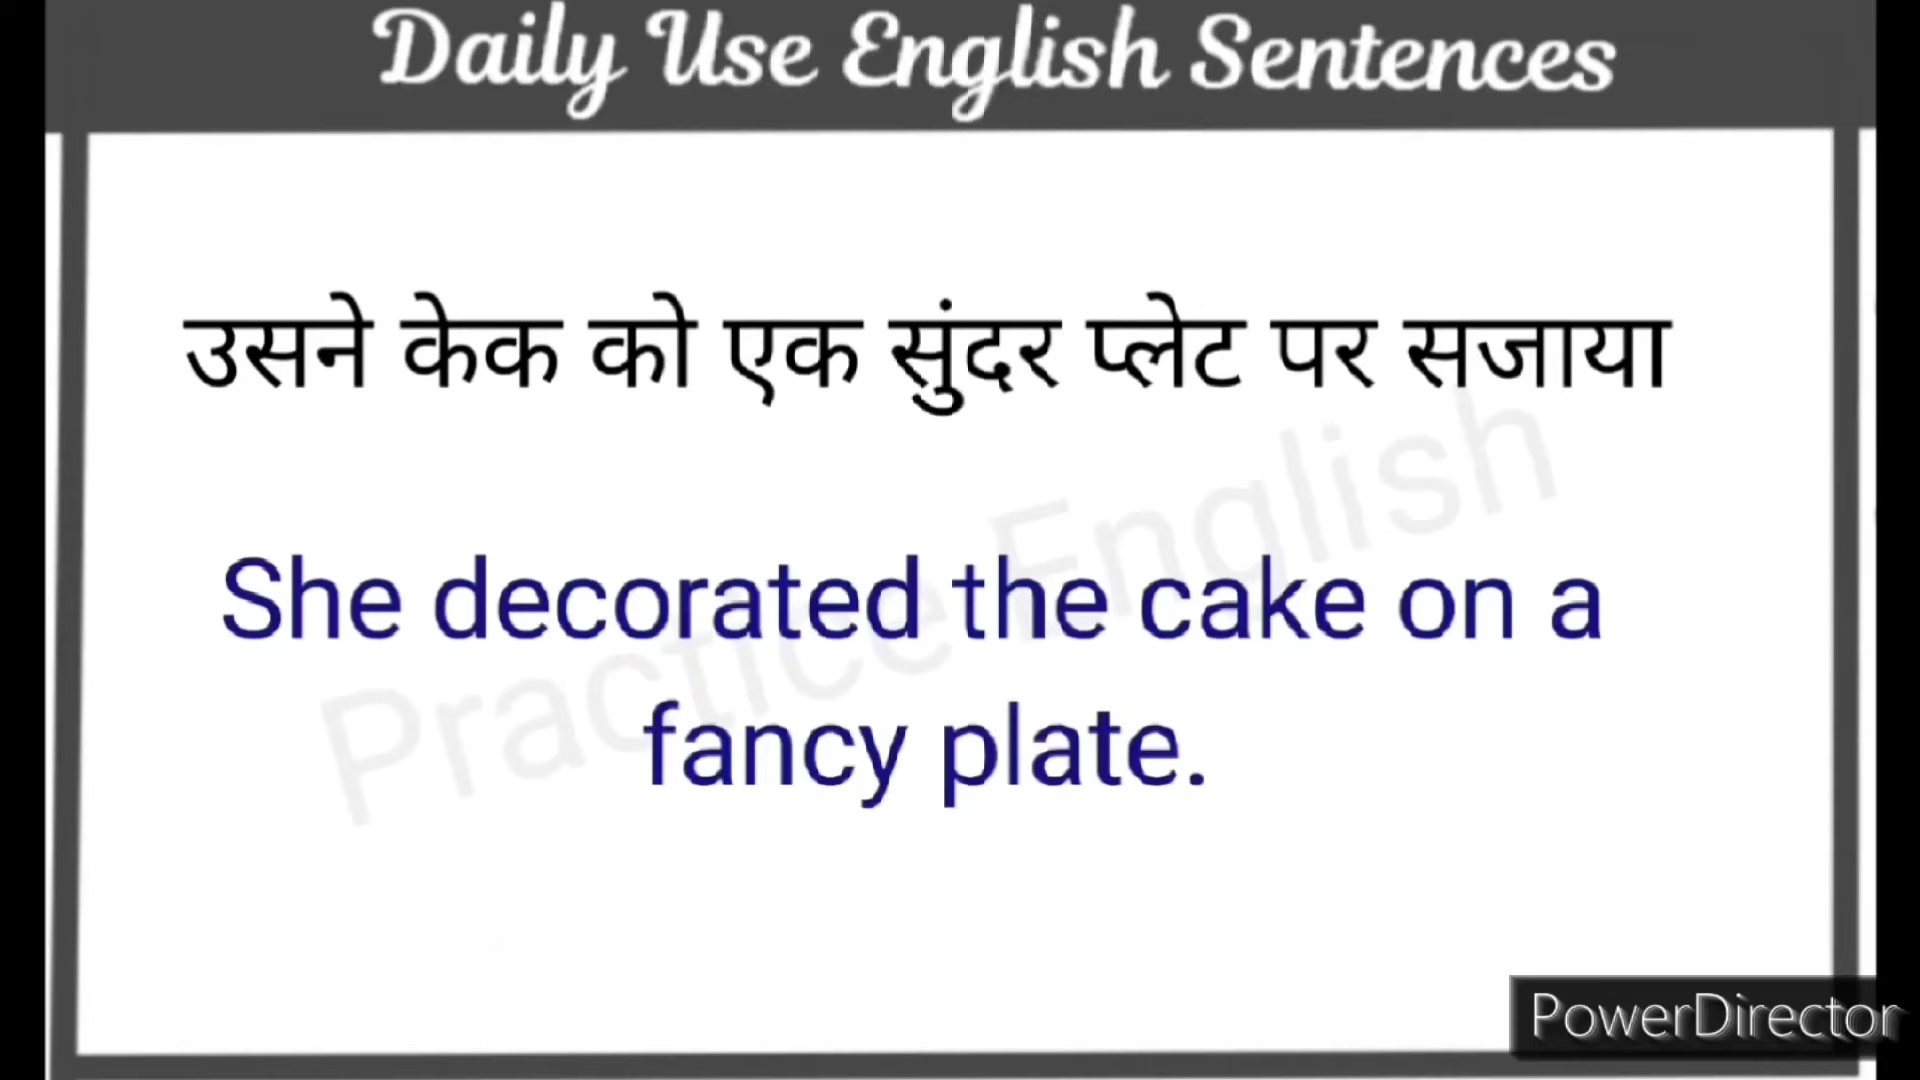 Daily Use English Sentences
उसने केक को एक सुंदर प्लेट पर सजाया
Practice English
She decorated the cake on a
fancy plate.
PowerDirector